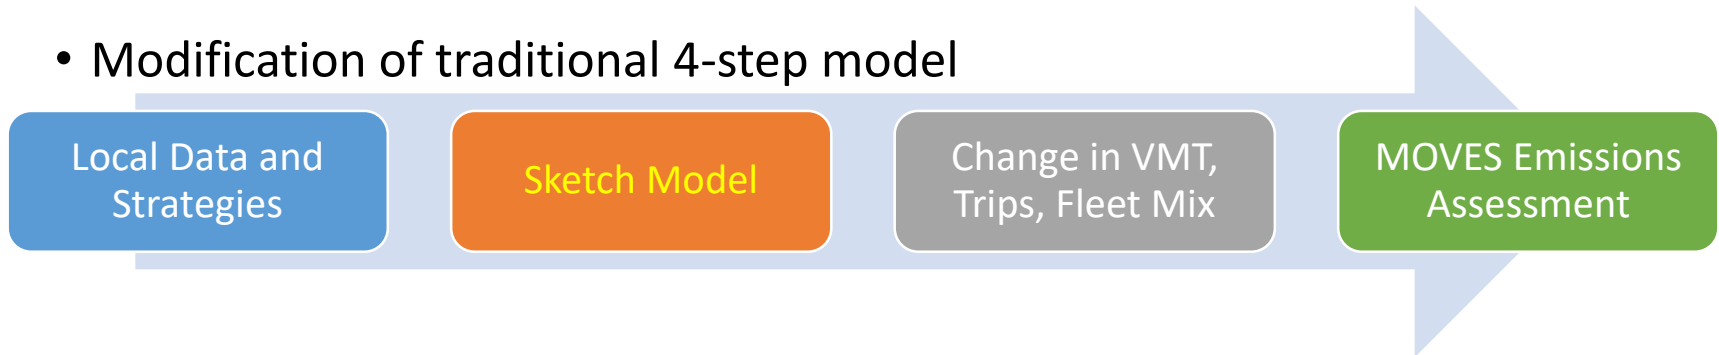 • Modification of traditional 4-step model
Local Data and
Strategies
Sketch Model
Change in VMT,
Trips, Fleet Mix
MOVES Emissions
Assessment